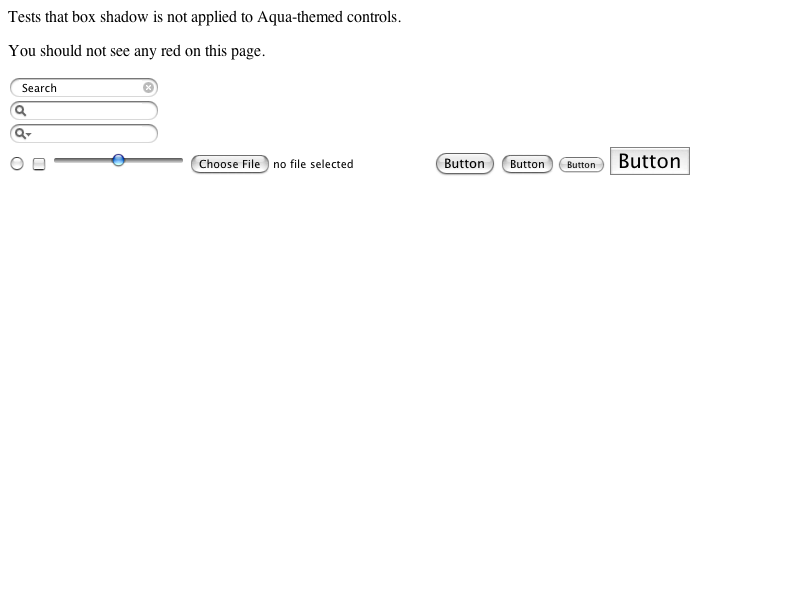 Tests that box shadow is not applied to Aqua-themed controls.
You should not see any red on this page.
Search
Choose File no file selected Button Button Button Button